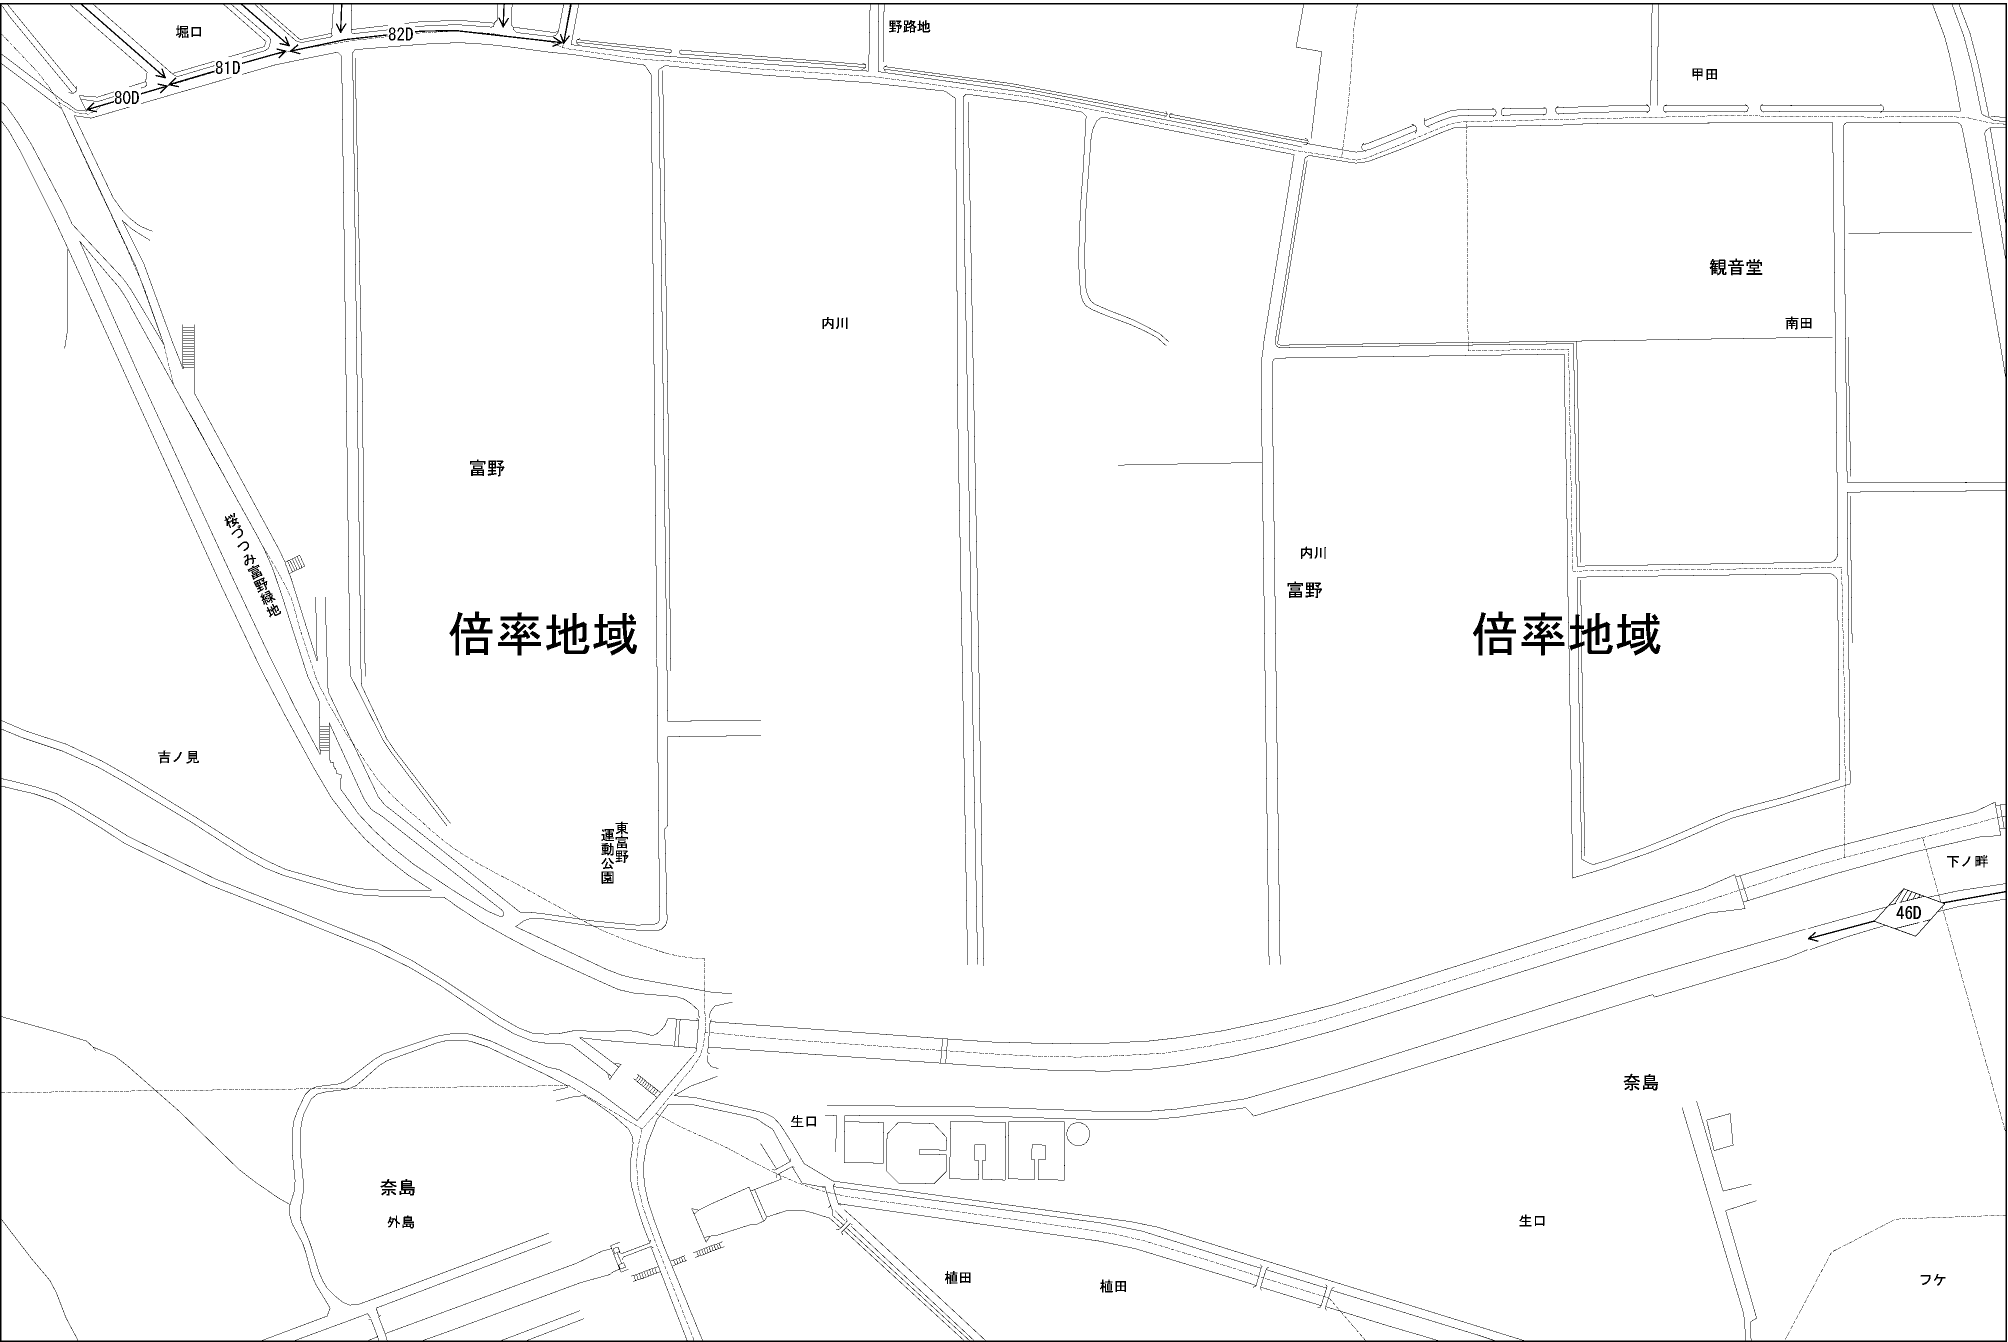 堀口
82D
野路地
81D
甲田
80D
観音堂
内川
南田
富野
桜づつみ富野緑地
内川
富野
倍率地域
倍率地域
吉ノ見
東富野
運動公園
下ノ畔
46D
奈島
生口
奈島
外島
生口
植田
植田
フケ